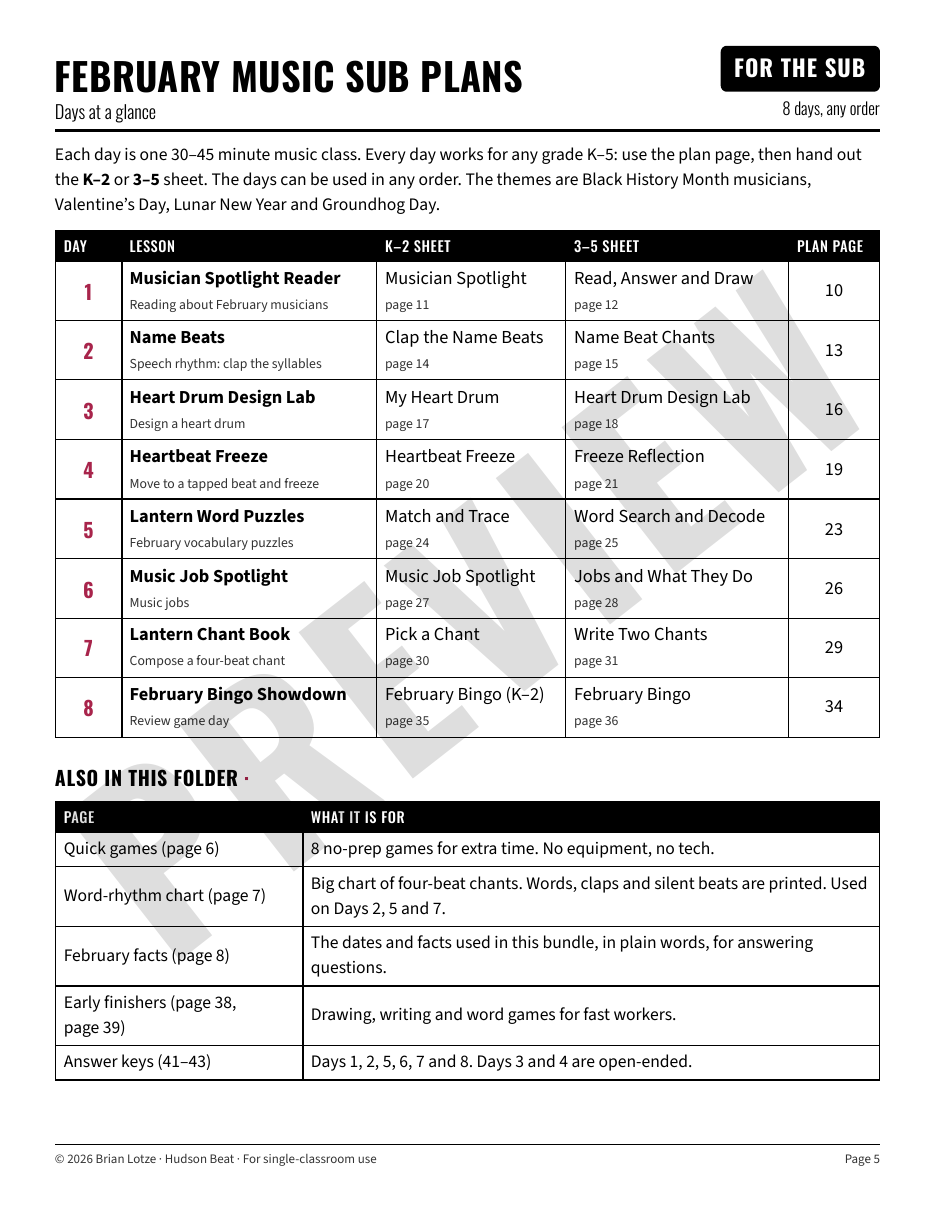 FEBRUARY MUSIC SUB PLANS
FOR THE SUB
Days at a glance
8 days, any order
Each day is one 30–45 minute music class. Every day works for any grade K–5: use the plan page, then hand out
the K–2 or 3–5 sheet. The days can be used in any order. The themes are Black History Month musicians,
Valentine’s Day, Lunar New Year and Groundhog Day.
DAY LESSON K–2 SHEET 3–5 SHEET PLAN PAGE
1 Musician Spotlight Reader Musician Spotlight Read, Answer and Draw 10
Reading about February musicians page 11 page 12
2 Name Beats Clap the Name Beats Name Beat Chants 13
Speech rhythm: clap the syllables page 14 page 15
3 Heart Drum Design Lab My Heart Drum Heart Drum Design Lab 16
Design a heart drum page 17 page 18
4 Heartbeat Freeze Heartbeat Freeze Freeze Reflection 19
Move to a tapped beat and freeze page 20 page 21
5 Lantern Word Puzzles Match and Trace Word Search and Decode 23
February vocabulary puzzles page 24 page 25
6 Music Job Spotlight Music Job Spotlight Jobs and What They Do 26
Music jobs page 27 page 28
7 Lantern Chant Book Pick a Chant Write Two Chants 29
Compose a four-beat chant page 30 page 31
8 February Bingo Showdown February Bingo (K–2) February Bingo 34
Review game day page 35 page 36
PREVIEW
ALSO IN THIS FOLDER ·
PAGE WHAT IT IS FOR
Quick games (page 6) 8 no-prep games for extra time. No equipment, no tech.
Word-rhythm chart (page 7) Big chart of four-beat chants. Words, claps and silent beats are printed. Used
on Days 2, 5 and 7.
February facts (page 8) The dates and facts used in this bundle, in plain words, for answering
questions.
Early finishers (page 38,
page 39) Drawing, writing and word games for fast workers.
Answer keys (41–43) Days 1, 2, 5, 6, 7 and 8. Days 3 and 4 are open-ended.
© 2026 Brian Lotze · Hudson Beat · For single-classroom use
Page 5